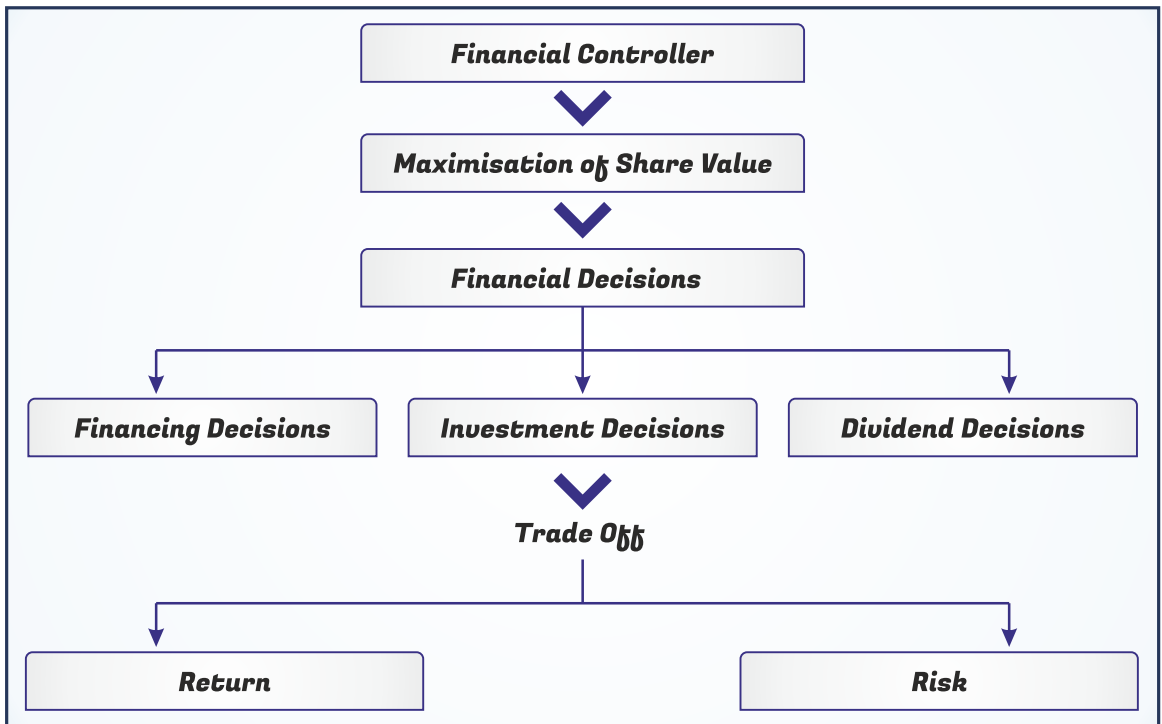 Financial Controller
Maximisation of Share Value
Financial Decisions
Financing Decisions
Investment Decisions
Dividend Decisions
Trade Off
Return
Risk